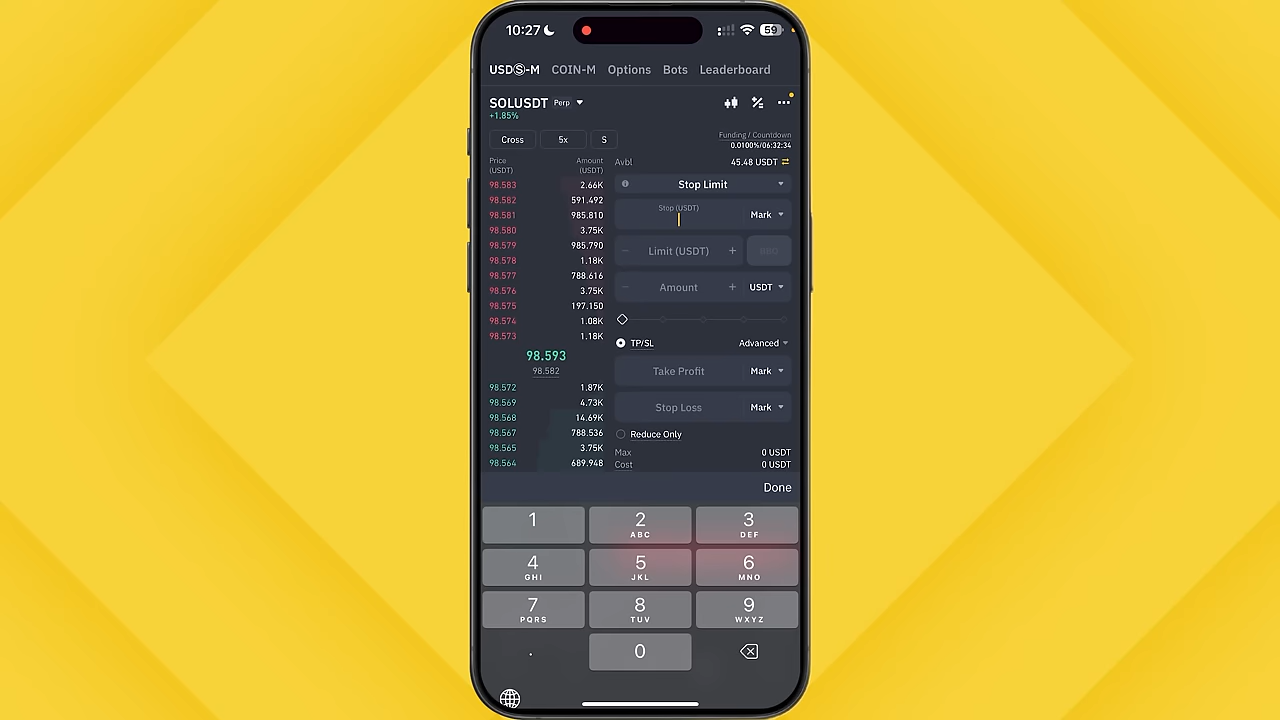 10:27 59
USDⓈ-M COIN-M Options Bots Leaderboard
SOLUSDT Perp
+1.85%
Cross 5x S
Funding / Countdown
0.0100%/06:32:34
Price (USDT) Amount (USDT)
98.583 2.66K
98.582 591.492
98.581 985.810
98.580 3.75K
98.579 985.790
98.578 1.18K
98.577 788.616
98.576 3.75K
98.575 197.150
98.574 1.08K
98.573 1.18K
98.593
98.582
98.572 1.87K
98.569 4.73K
98.568 14.69K
98.567 788.536
98.565 3.75K
98.564 689.948
Avbl 45.48 USDT
Stop Limit
Stop (USDT) Mark
− Limit (USDT) + BBO
− Amount + USDT
TP/SL Advanced
Take Profit Mark
Stop Loss Mark
Reduce Only
Max 0 USDT
Cost 0 USDT
Done
1 2 3
ABC DEF
4 5 6
GHI JKL MNO
7 8 9
PQRS TUV WXYZ
. 0